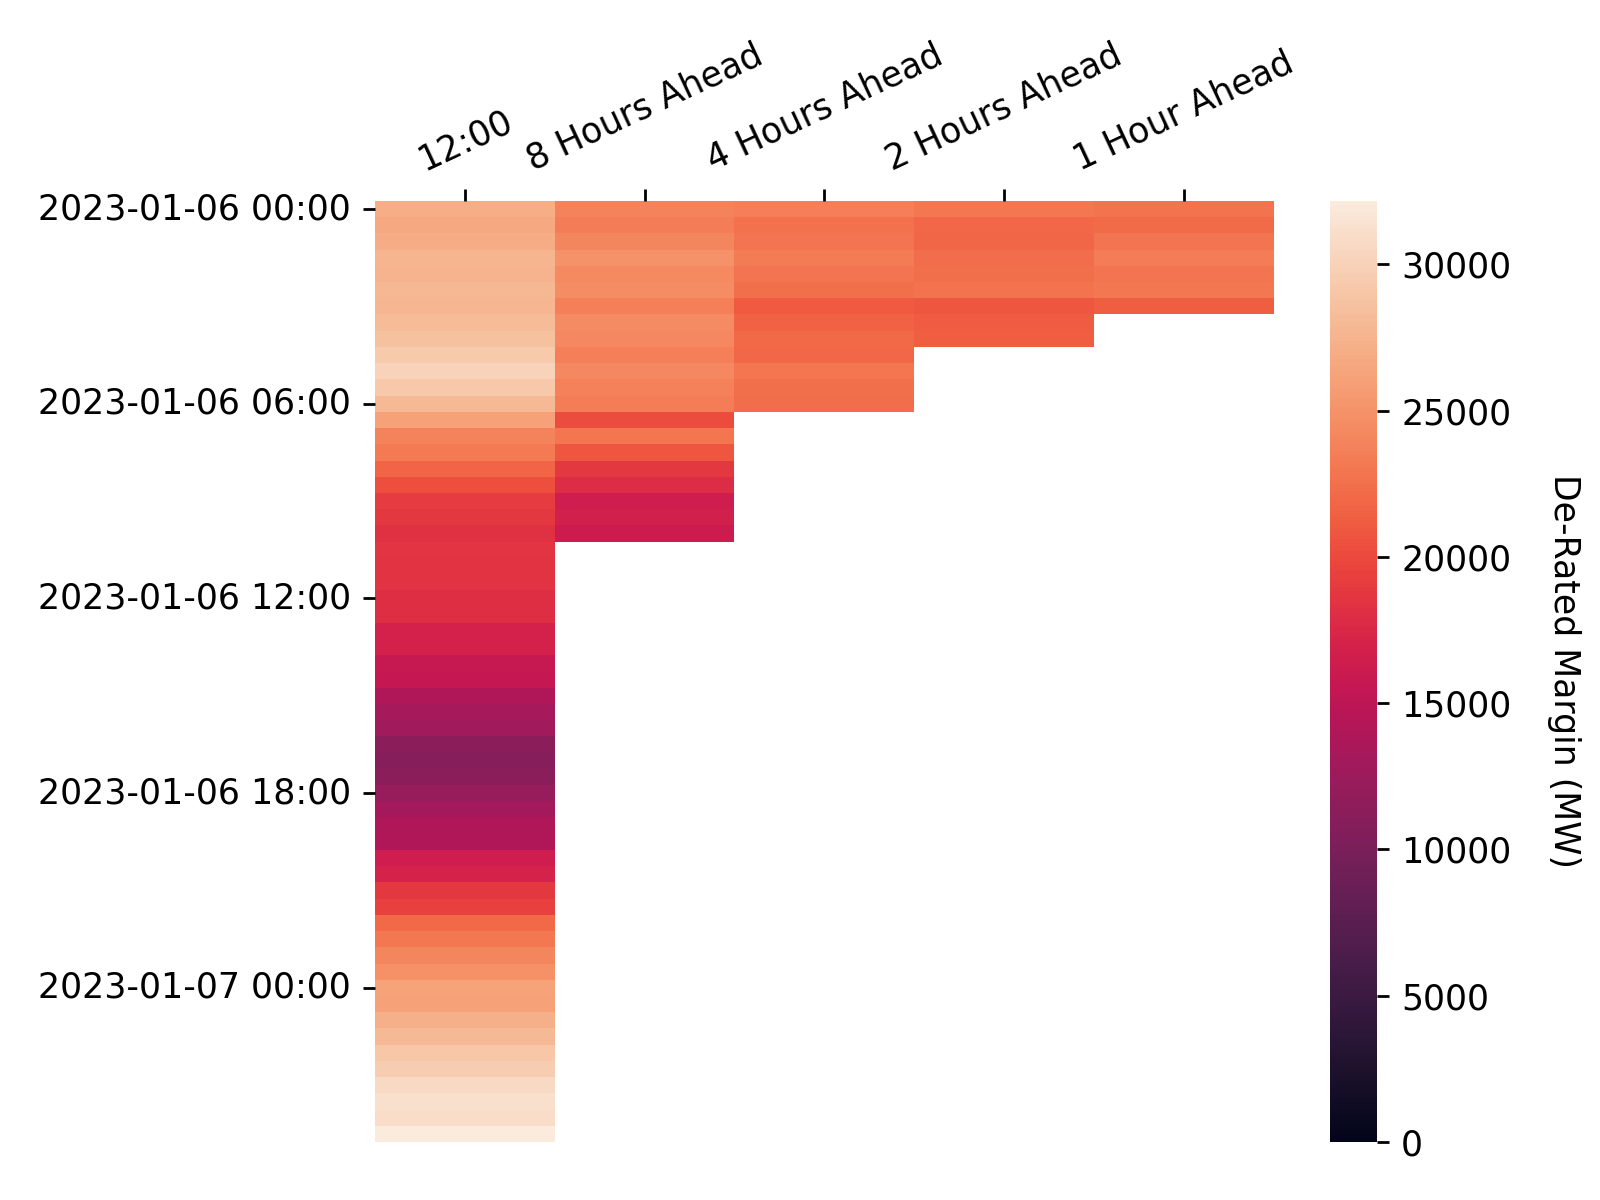 12:00
8 Hours Ahead
4 Hours Ahead
2 Hours Ahead
1 Hour Ahead
2023-01-06 00:00
2023-01-06 06:00
2023-01-06 12:00
2023-01-06 18:00
2023-01-07 00:00
30000
25000
20000
15000
10000
5000
0
De-Rated Margin (MW)